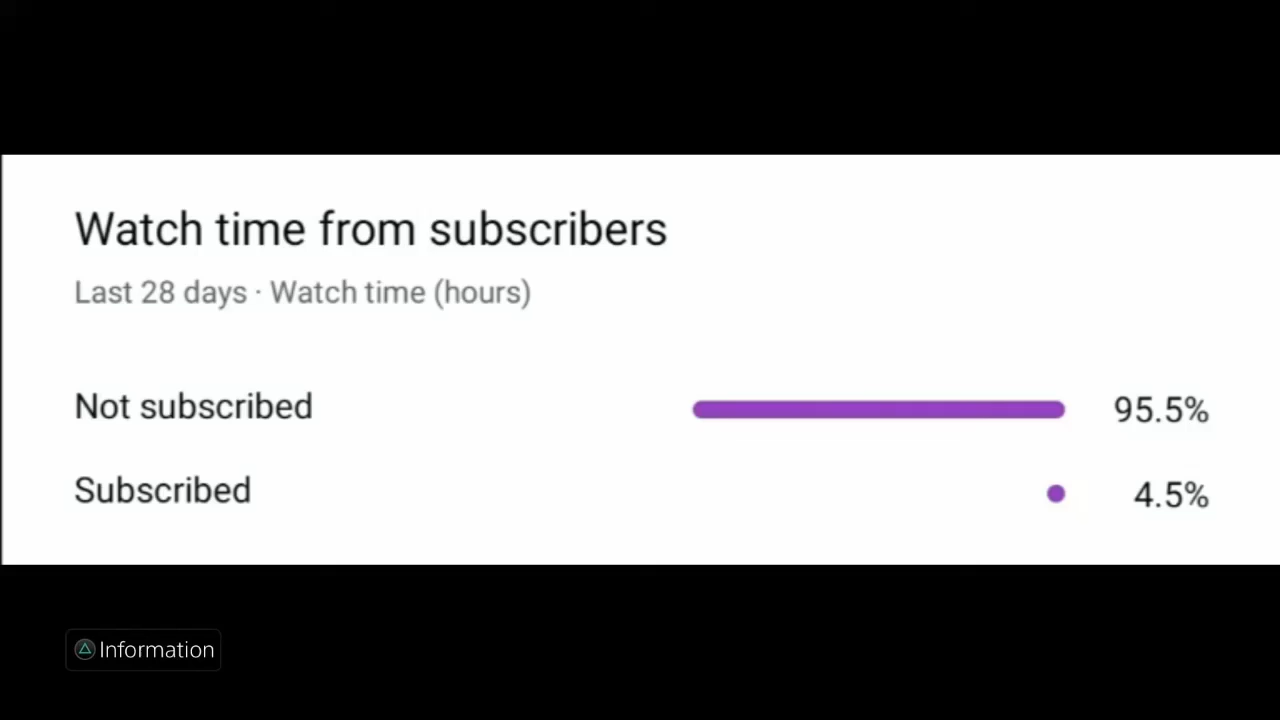 Watch time from subscribers
Last 28 days · Watch time (hours)
Not subscribed 95.5%
Subscribed 4.5%
Information